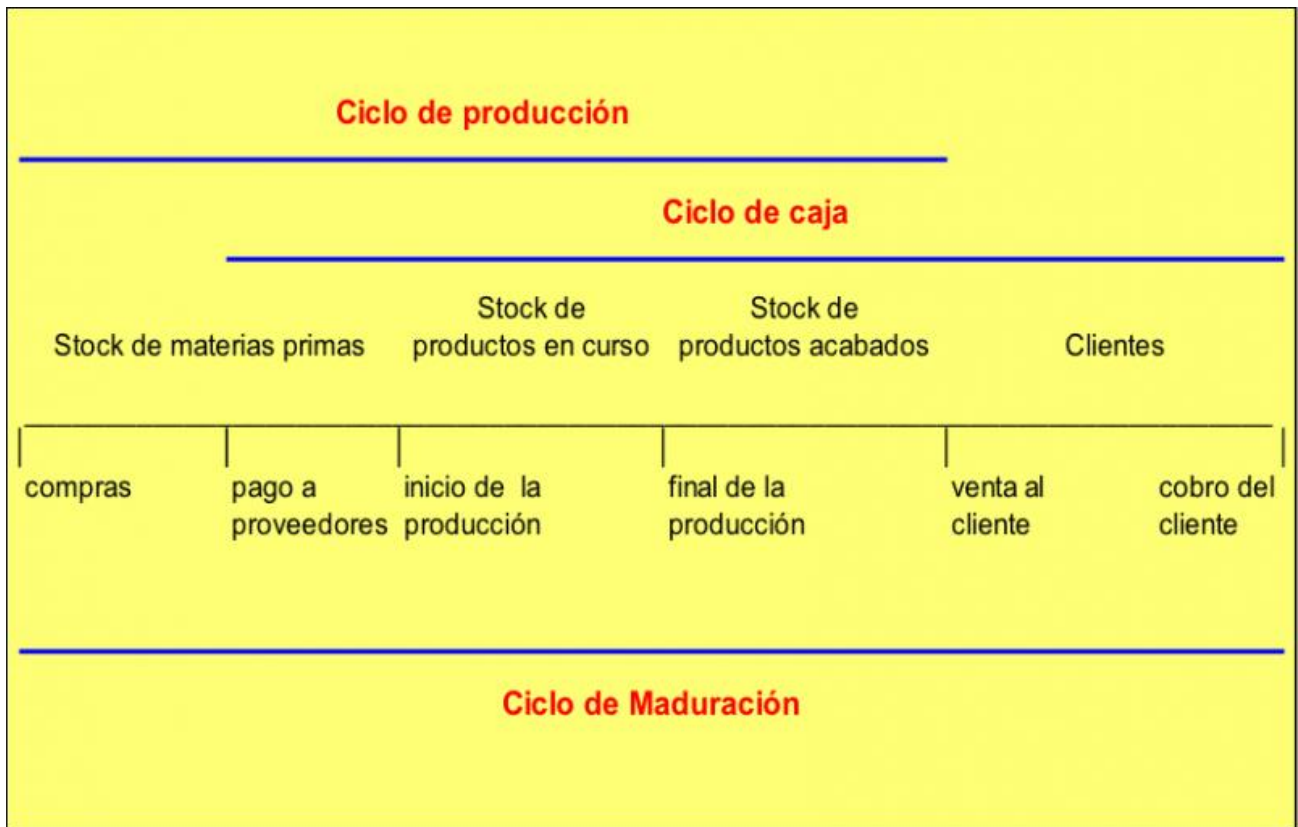 Ciclo de producción
Ciclo de caja
Stock de materias primas
Stock de
productos en curso
Stock de
productos acabados
Clientes
compras
pago a
proveedores
inicio de la
producción
final de la
producción
venta al
cliente
cobro del
cliente
Ciclo de Maduración